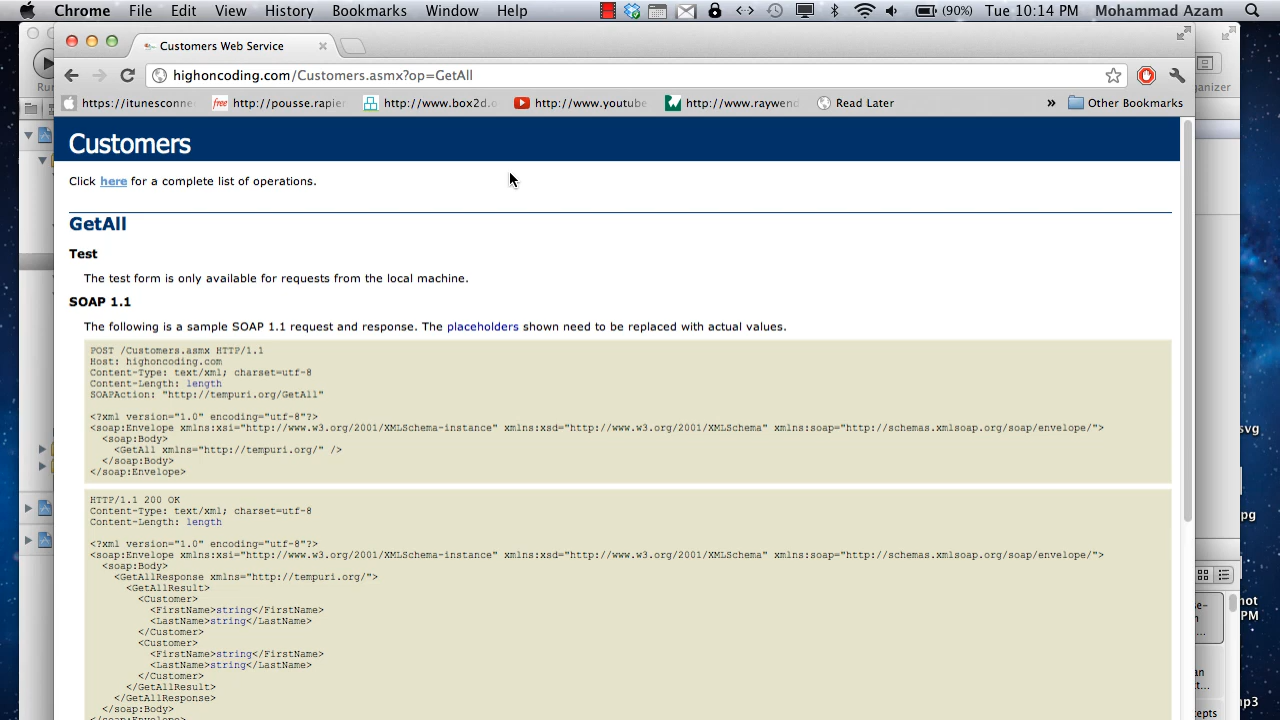 Chrome File Edit View History Bookmarks Window Help (90%) Tue 10:14 PM Mohammad Azam
Customers Web Service
highoncoding.com/Customers.asmx?op=GetAll
Ru
ganizer
https://itunesconne free http://pousse.rapier http://www.box2d.o http://www.youtube http://www.raywend Read Later » Other Bookmarks
Customers
Click here for a complete list of operations.
GetAll
Test
The test form is only available for requests from the local machine.
SOAP 1.1
The following is a sample SOAP 1.1 request and response. The placeholders shown need to be replaced with actual values.
POST /Customers.asmx HTTP/1.1
Host: highoncoding.com
Content-Type: text/xml; charset=utf-8
Content-Length: length
SOAPAction: "http://tempuri.org/GetAll"
<?xml version="1.0" encoding="utf-8"?>
<soap:Envelope xmlns:xsi="http://www.w3.org/2001/XMLSchema-instance" xmlns:xsd="http://www.w3.org/2001/XMLSchema" xmlns:soap="http://schemas.xmlsoap.org/soap/envelope/">
<soap:Body>
<GetAll xmlns="http://tempuri.org/" />
</soap:Body>
</soap:Envelope>
HTTP/1.1 200 OK
Content-Type: text/xml; charset=utf-8
Content-Length: length
<?xml version="1.0" encoding="utf-8"?>
<soap:Envelope xmlns:xsi="http://www.w3.org/2001/XMLSchema-instance" xmlns:xsd="http://www.w3.org/2001/XMLSchema" xmlns:soap="http://schemas.xmlsoap.org/soap/envelope/">
<soap:Body>
<GetAllResponse xmlns="http://tempuri.org/">
<GetAllResult>
<Customer>
<FirstName>string</FirstName>
<LastName>string</LastName>
</Customer>
<Customer>
<FirstName>string</FirstName>
<LastName>string</LastName>
</Customer>
</GetAllResult>
</GetAllResponse>
</soap:Body>
svg
pg
not
PM
np3
e-
n
...
an
ct...
cepts